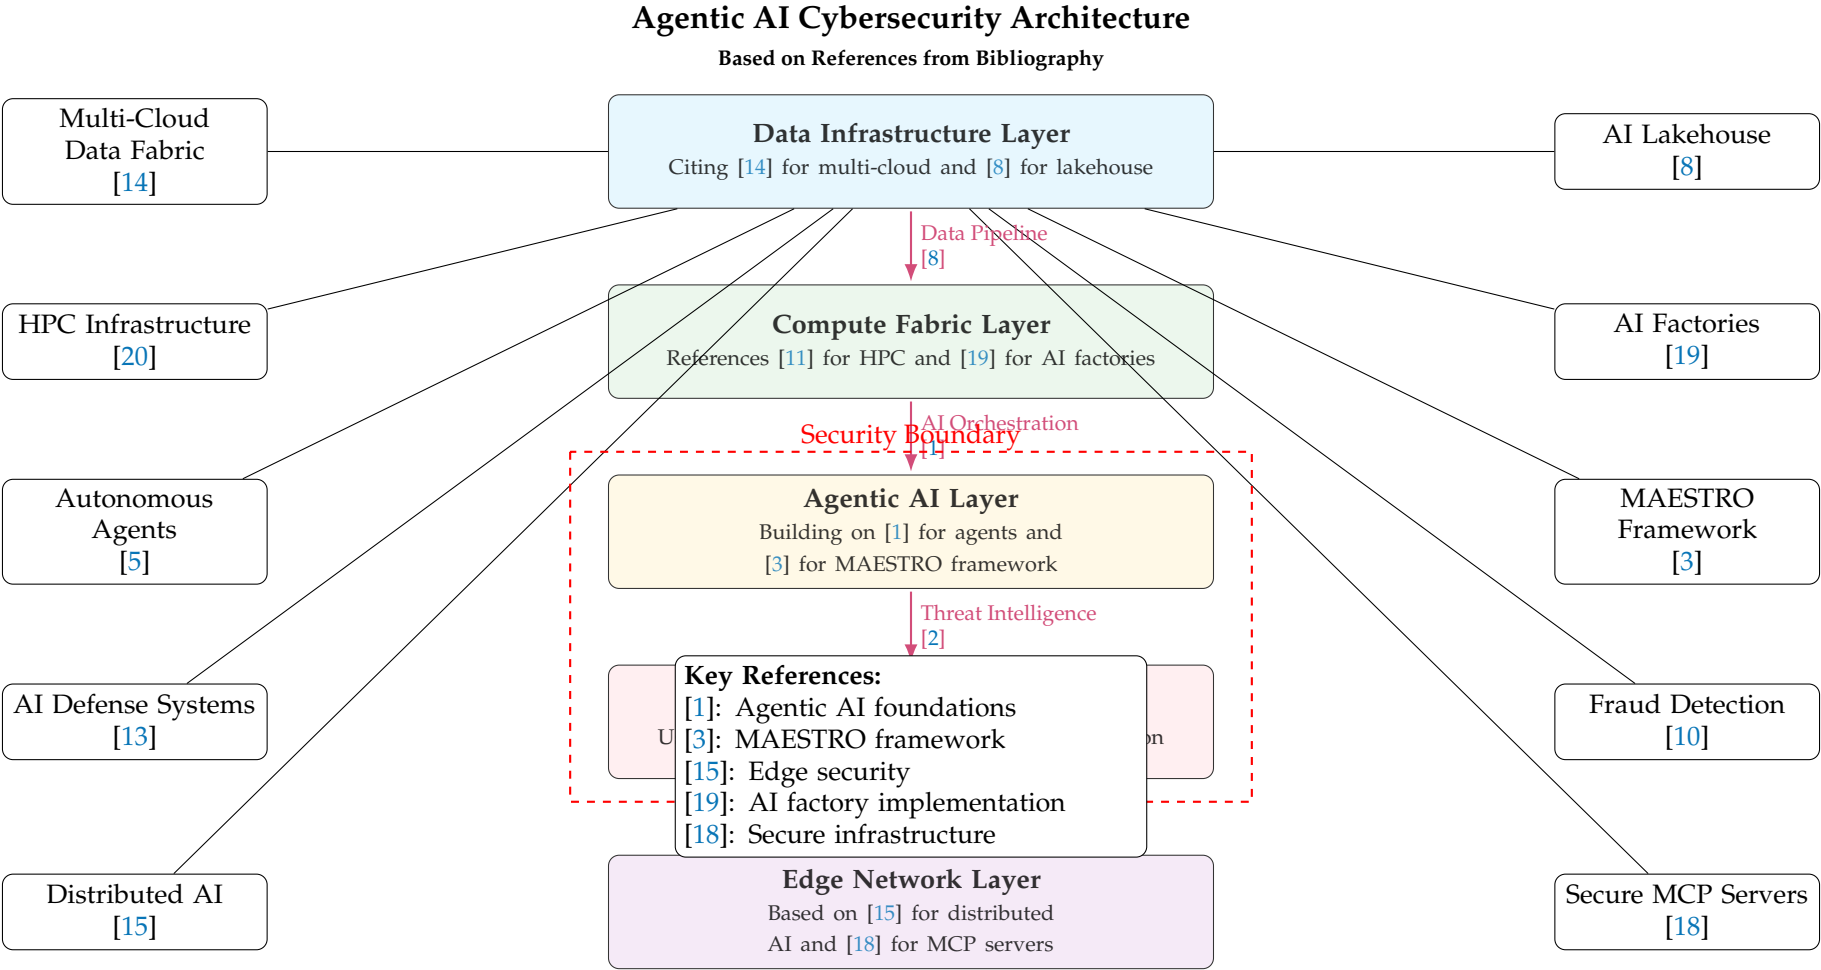 Agentic AI Cybersecurity Architecture
Based on References from Bibliography
Multi-Cloud
Data Fabric
[14]
Data Infrastructure Layer
Citing [14] for multi-cloud and [8] for lakehouse
AI Lakehouse
[8]
Data Pipeline
[8]
HPC Infrastructure
[20]
Compute Fabric Layer
References [11] for HPC and [19] for AI factories
AI Factories
[19]
AI Orchestration
[1]
Security Boundary
Autonomous
Agents
[5]
Agentic AI Layer
Building on [1] for agents and
[3] for MAESTRO framework
MAESTRO
Framework
[3]
Threat Intelligence
[2]
AI Defense Systems
[13]
Key References:
[1]: Agentic AI foundations
[3]: MAESTRO framework
[15]: Edge security
[19]: AI factory implementation
[18]: Secure infrastructure
Fraud Detection
[10]
Distributed AI
[15]
Edge Network Layer
Based on [15] for distributed
AI and [18] for MCP servers
Secure MCP Servers
[18]